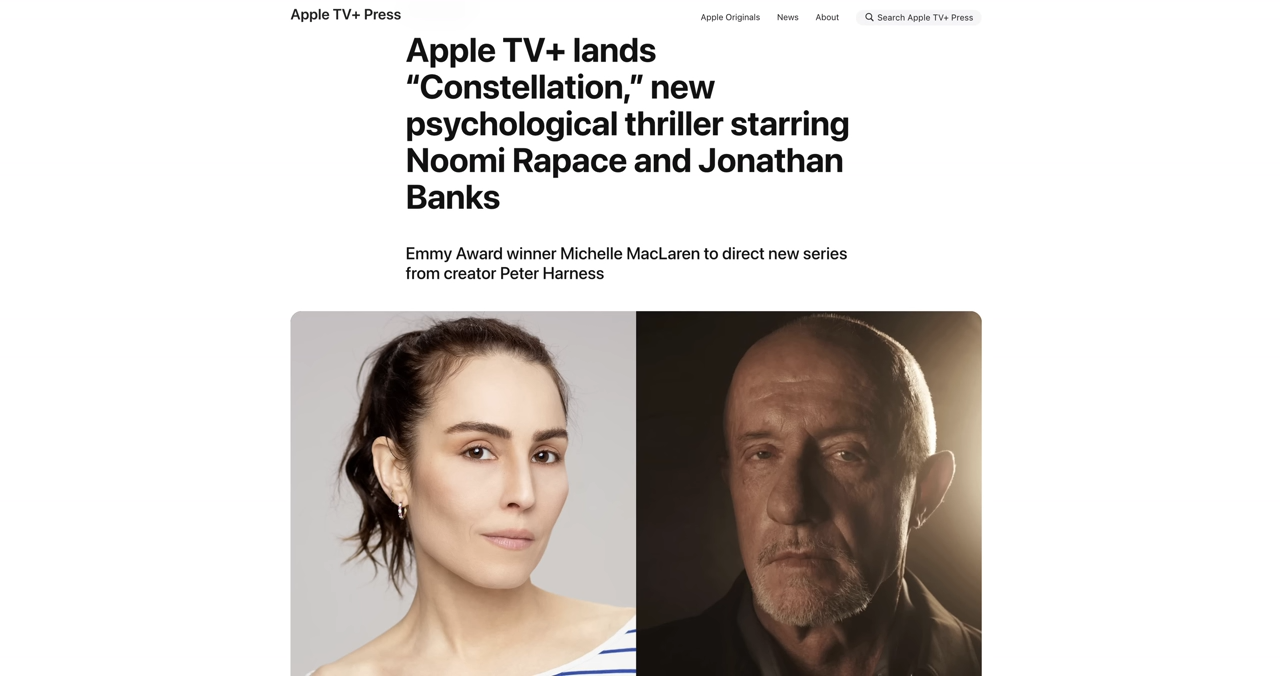 Apple TV+ Press
Apple Originals
News
About
Search Apple TV+ Press
Apple TV+ lands
“Constellation,” new
psychological thriller starring
Noomi Rapace and Jonathan
Banks
Emmy Award winner Michelle MacLaren to direct new series
from creator Peter Harness